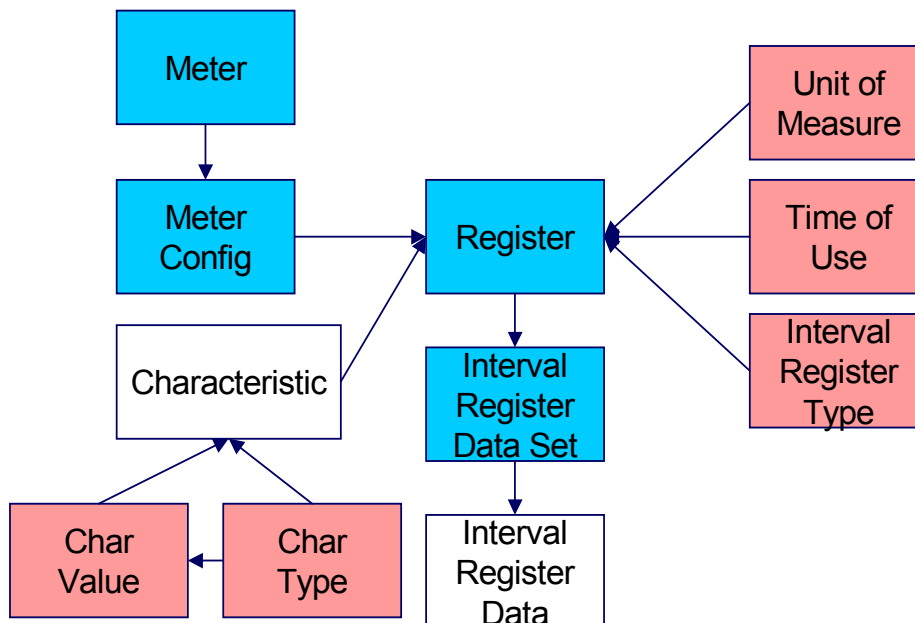 Meter
Unit of
Measure
Meter
Config
Register
Time of
Use
Characteristic
Interval
Register
Data Set
Interval
Register
Type
Char
Value
Char
Type
Interval
Register
Data